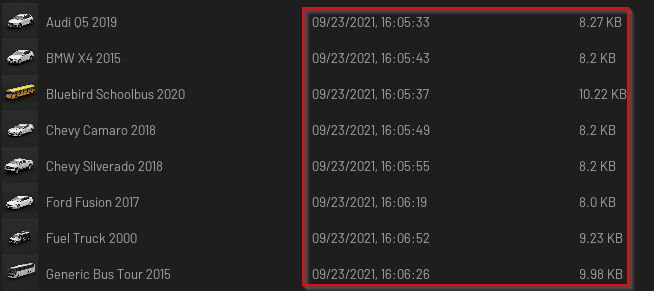 Audi Q5 2019 09/23/2021, 16:05:33 8.27 KB
BMW X4 2015 09/23/2021, 16:05:43 8.2 KB
Bluebird Schoolbus 2020 09/23/2021, 16:05:37 10.22 KB
Chevy Camaro 2018 09/23/2021, 16:05:49 8.2 KB
Chevy Silverado 2018 09/23/2021, 16:05:55 8.2 KB
Ford Fusion 2017 09/23/2021, 16:06:19 8.0 KB
Fuel Truck 2000 09/23/2021, 16:06:52 9.23 KB
Generic Bus Tour 2015 09/23/2021, 16:06:26 9.98 KB